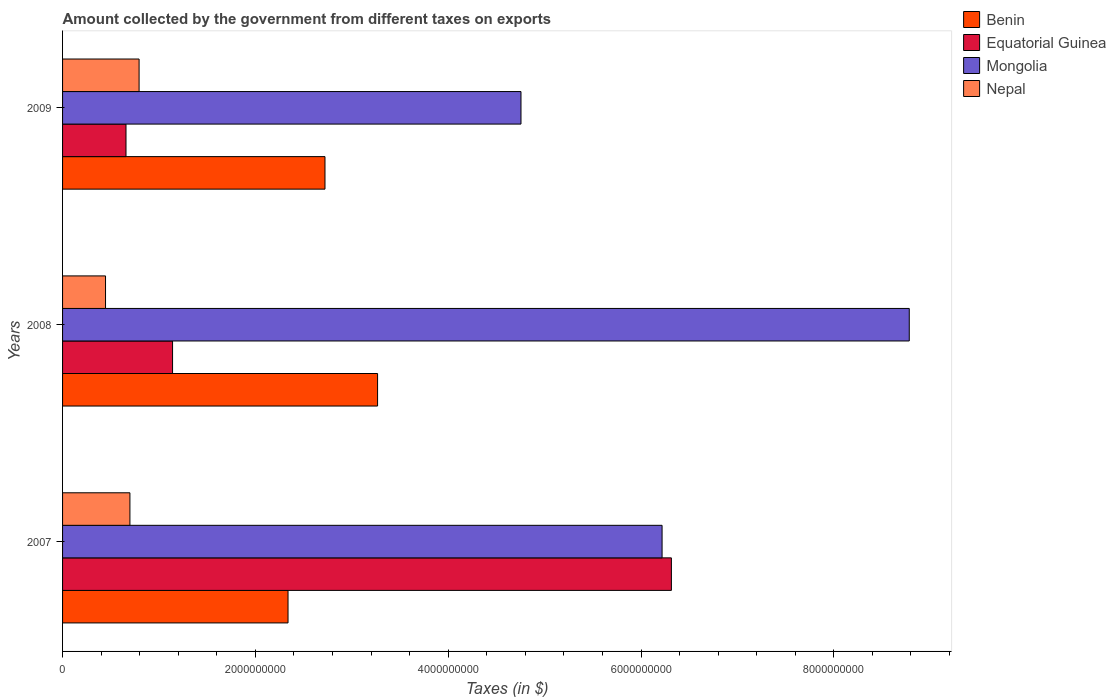 Amount collected by the government from different taxes on exports
Benin
Equatorial Guinea
Mongolia
Nepal
2009
2008
2007
Years
0
2000000000
4000000000
6000000000
8000000000
Taxes (in $)